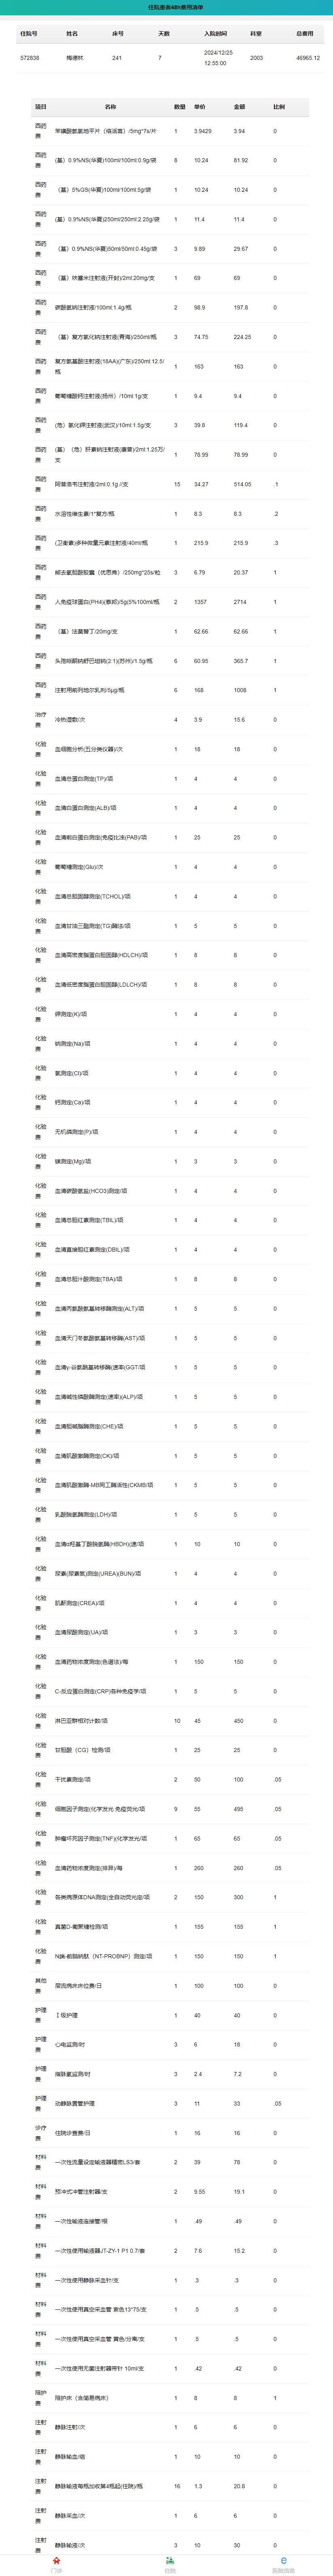 住院患者48h费用清单
住院号 姓名 床号 天数 入院时间 科室 总费用
572838 梅德林 241 7 2024/12/25 12:55:00 2003 46965.12
项目 名称 数量 单价 金额 比例
西药费 苯磺酸氨氯地平片（络活喜）/5mg*7s/片 1 3.9429 3.94 0
西药费 (基）0.9%NS(华夏)100ml/100ml:0.9g/袋 8 10.24 81.92 0
西药费 （基）5%GS(华夏)100ml/100ml:5g/袋 1 10.24 10.24 0
西药费 (基）0.9%NS(华夏)250ml/250ml:2.25g/袋 1 11.4 11.4 0
西药费 （基）0.9%NS(华夏)50ml/50ml:0.45g/袋 3 9.89 29.67 0
西药费 （基）呋塞米注射液(开封)/2ml:20mg/支 1 69 69 0
西药费 碳酸氢钠注射液/100ml:1.4g/瓶 2 98.9 197.8 0
西药费 （基）复方氯化钠注射液(青海)/250ml/瓶 3 74.75 224.25 0
西药费 复方氨基酸注射液(18AA)(广东)/250ml:12.5/瓶 1 163 163 0
西药费 葡萄糖酸钙注射液(扬州）/10ml:1g/支 1 9.4 9.4 0
西药费 (危）氯化钾注射液(武汉)/10ml:1.5g/支 3 39.8 119.4 0
西药费 (基）（危）肝素钠注射液(康普)/2ml:1.25万/支 1 78.99 78.99 0
西药费 阿昔洛韦注射液/2ml:0.1g //支 15 34.27 514.05 .1
西药费 水溶性维生素/1*复方/瓶 1 8.3 8.3 .2
西药费 (卫衡素)多种微量元素注射液/40ml/瓶 1 215.9 215.9 .3
西药费 熊去氧胆酸胶囊（优思弗）/250mg*25s/粒 3 6.79 20.37 1
西药费 人免疫球蛋白(PH4)(泰邦)/5g(5%100ml/瓶 2 1357 2714 1
西药费 （基）法莫替丁/20mg/支 1 62.66 62.66 1
西药费 头孢哌酮钠舒巴坦钠(2:1)(苏州)/1.5g/瓶 6 60.95 365.7 1
西药费 注射用前列地尔乳剂/5μg/瓶 6 168 1008 1
治疗费 冷热湿敷/次 4 3.9 15.6 0
化验费 血细胞分析(五分类仪器)/次 1 18 18 0
化验费 血清总蛋白测定(TP)/项 1 4 4 0
化验费 血清白蛋白测定(ALB)/项 1 4 4 0
化验费 血清前白蛋白测定(免疫比浊(PAB)/项 1 25 25 0
化验费 葡萄糖测定(Glu)/次 1 4 4 0
化验费 血清总胆固醇测定(TCHOL)/项 1 4 4 0
化验费 血清甘油三酯测定(TG)酶法/项 1 5 5 0
化验费 血清高密度脂蛋白胆固醇(HDLCH)/项 1 8 8 0
化验费 血清低密度脂蛋白胆固醇(LDLCH)/项 1 8 8 0
化验费 钾测定(K)/项 1 4 4 0
化验费 钠测定(Na)/项 1 4 4 0
化验费 氯测定(Cl)/项 1 4 4 0
化验费 钙测定(Ca)/项 1 4 4 0
化验费 无机磷测定(P)/项 1 4 4 0
化验费 镁测定(Mg)/项 1 3 3 0
化验费 血清碳酸氢盐(HCO3)测定/项 1 4 4 0
化验费 血清总胆红素测定(TBIL)/项 1 4 4 0
化验费 血清直接胆红素测定(DBIL)/项 1 4 4 0
化验费 血清总胆汁酸测定(TBA)/项 1 8 8 0
化验费 血清丙氨酸氨基转移酶测定(ALT)/项 1 5 5 0
化验费 血清天门冬氨酸氨基转移酶(AST)/项 1 5 5 0
化验费 血清γ-谷氨酰基转移酶(速率(GGT/项 1 5 5 0
化验费 血清碱性磷酸酶测定(速率)(ALP)/项 1 5 5 0
化验费 血清胆碱脂酶测定(CHE)/项 1 5 5 0
化验费 血清肌酸激酶测定(CK)/项 1 5 5 0
化验费 血清肌酸激酶-MB同工酶活性(CKMB/项 1 5 5 0
化验费 乳酸脱氢酶测定(LDH)/项 1 5 5 0
化验费 血清α羟基丁酸脱氢酶(HBDH)(速/项 1 10 10 0
化验费 尿素(尿素氮)测定(UREA)(BUN)/项 1 4 4 0
化验费 肌酐测定(CREA)/项 1 4 4 0
化验费 血清尿酸测定(UA)/项 1 3 3 0
化验费 血清药物浓度测定(色谱法)/每 1 150 150 0
化验费 C-反应蛋白测定(CRP)各种免疫学/项 1 5 5 0
化验费 淋巴亚群相对计数/项 10 45 450 0
化验费 甘胆酸（CG）检测/项 1 25 25 0
化验费 干扰素测定/项 2 50 100 .05
化验费 细胞因子测定(化学发光 免疫荧光/项 9 55 495 .05
化验费 肿瘤坏死因子测定(TNF)(化学发光/项 1 65 65 .05
化验费 血清药物浓度测定(排异)/每 1 260 260 .05
化验费 各类病原体DNA测定(全自动荧光定/项 2 150 300 1
化验费 真菌D-葡聚糖检测/项 1 155 155 1
化验费 N端-前脑钠肽（NT-PROBNP）测定/项 1 150 150 1
其他费 层流病床床位费/日 1 100 100 0
护理费 Ⅰ级护理 1 40 40 0
护理费 心电监测/时 3 6 18 0
护理费 指脉氧监测/时 3 2.4 7.2 0
护理费 动静脉置管护理 3 11 33 .05
诊疗费 住院诊查费/日 1 16 16 0
材料费 一次性流量设定输液器精密LS3/套 2 39 78 0
材料费 预冲式冲管注射器/支 2 9.55 19.1 0
材料费 一次性输液连接管/根 1 .49 .49 0
材料费 一次性使用输液器JT-ZY-1 P1 0.7/套 2 7.6 15.2 0
材料费 一次性使用静脉采血针/支 1 .3 .3 0
材料费 一次性使用真空采血管 紫色13*75/支 1 .5 .5 0
材料费 一次性使用真空采血管 黄色/分离/支 1 .5 .5 0
材料费 一次性使用无菌注射器带针 10ml/支 1 .42 .42 0
陪护费 陪护床（含简易病床） 1 8 8 1
注射费 静脉注射/次 1 6 6 0
注射费 静脉输血/组 1 10 10 0
注射费 静脉输液每瓶加收第4瓶起(住院)/瓶 16 1.3 20.8 0
注射费 静脉采血/次 1 6 6 0
注射费 静脉输液/次 3 10 30 0
门诊 住院 医院信息